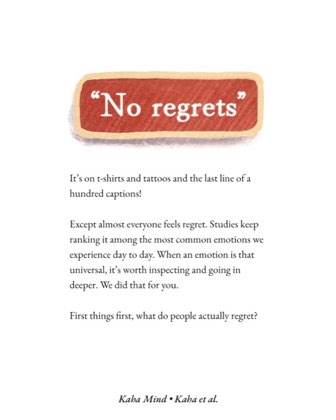 “No regrets”
It’s on t-shirts and tattoos and the last line of a
hundred captions!
Except almost everyone feels regret. Studies keep
ranking it among the most common emotions we
experience day to day. When an emotion is that
universal, it’s worth inspecting and going in
deeper. We did that for you.
First things first, what do people actually regret?
Kaha Mind • Kaha et al.